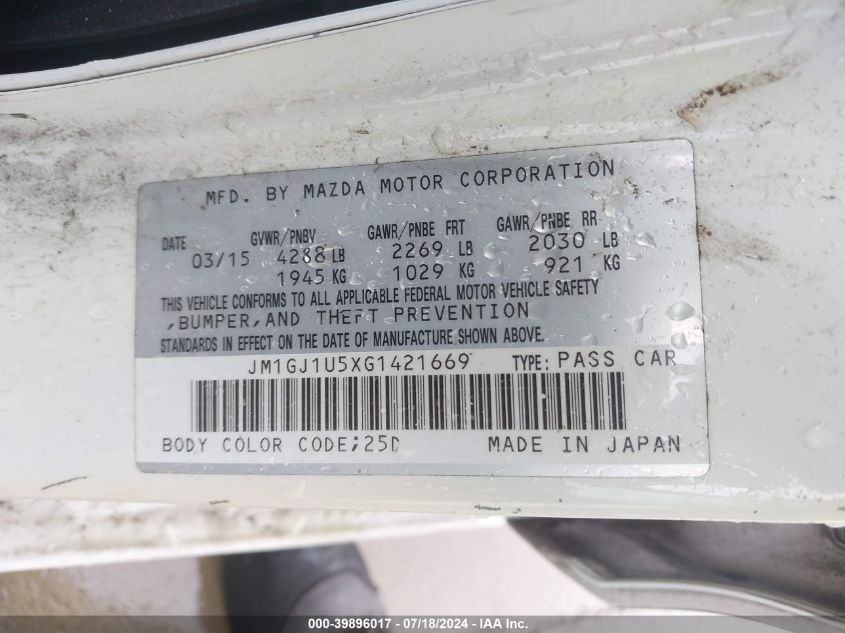 MFD. BY MAZDA MOTOR CORPORATION
DATE GVWR/PNBV GAWR/PNBE FRT GAWR/PNBE RR
03/15 4288 LB 2269 LB 2030 LB
1945 KG 1029 KG 921 KG
THIS VEHICLE CONFORMS TO ALL APPLICABLE FEDERAL MOTOR VEHICLE SAFETY
,BUMPER,AND THEFT PREVENTION
STANDARDS IN EFFECT ON THE DATE OF MANUFACTURE SHOWN ABOVE.
JM1GJ1U5XG1421669 TYPE: PASS CAR
BODY COLOR CODE;25D MADE IN JAPAN
000-39896017 - 07/18/2024 - IAA Inc.